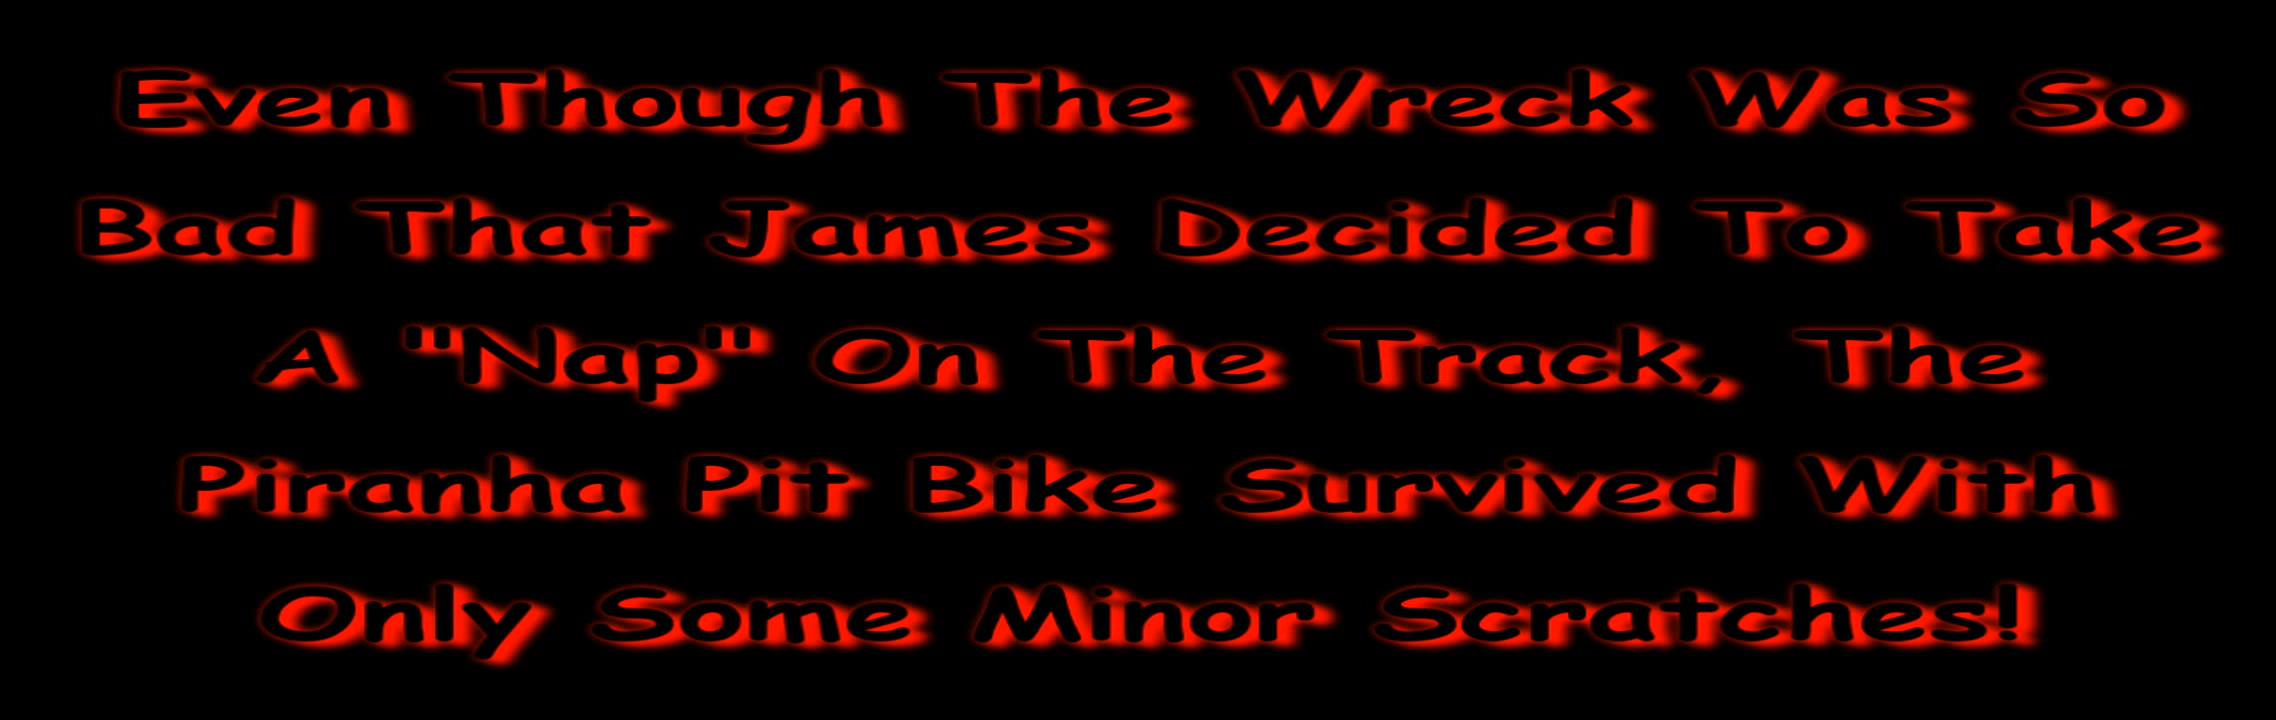 Even Though The Wreck Was So
Bad That James Decided To Take
A "Nap" On The Track, The
Piranha Pit Bike Survived With
Only Some Minor Scratches!